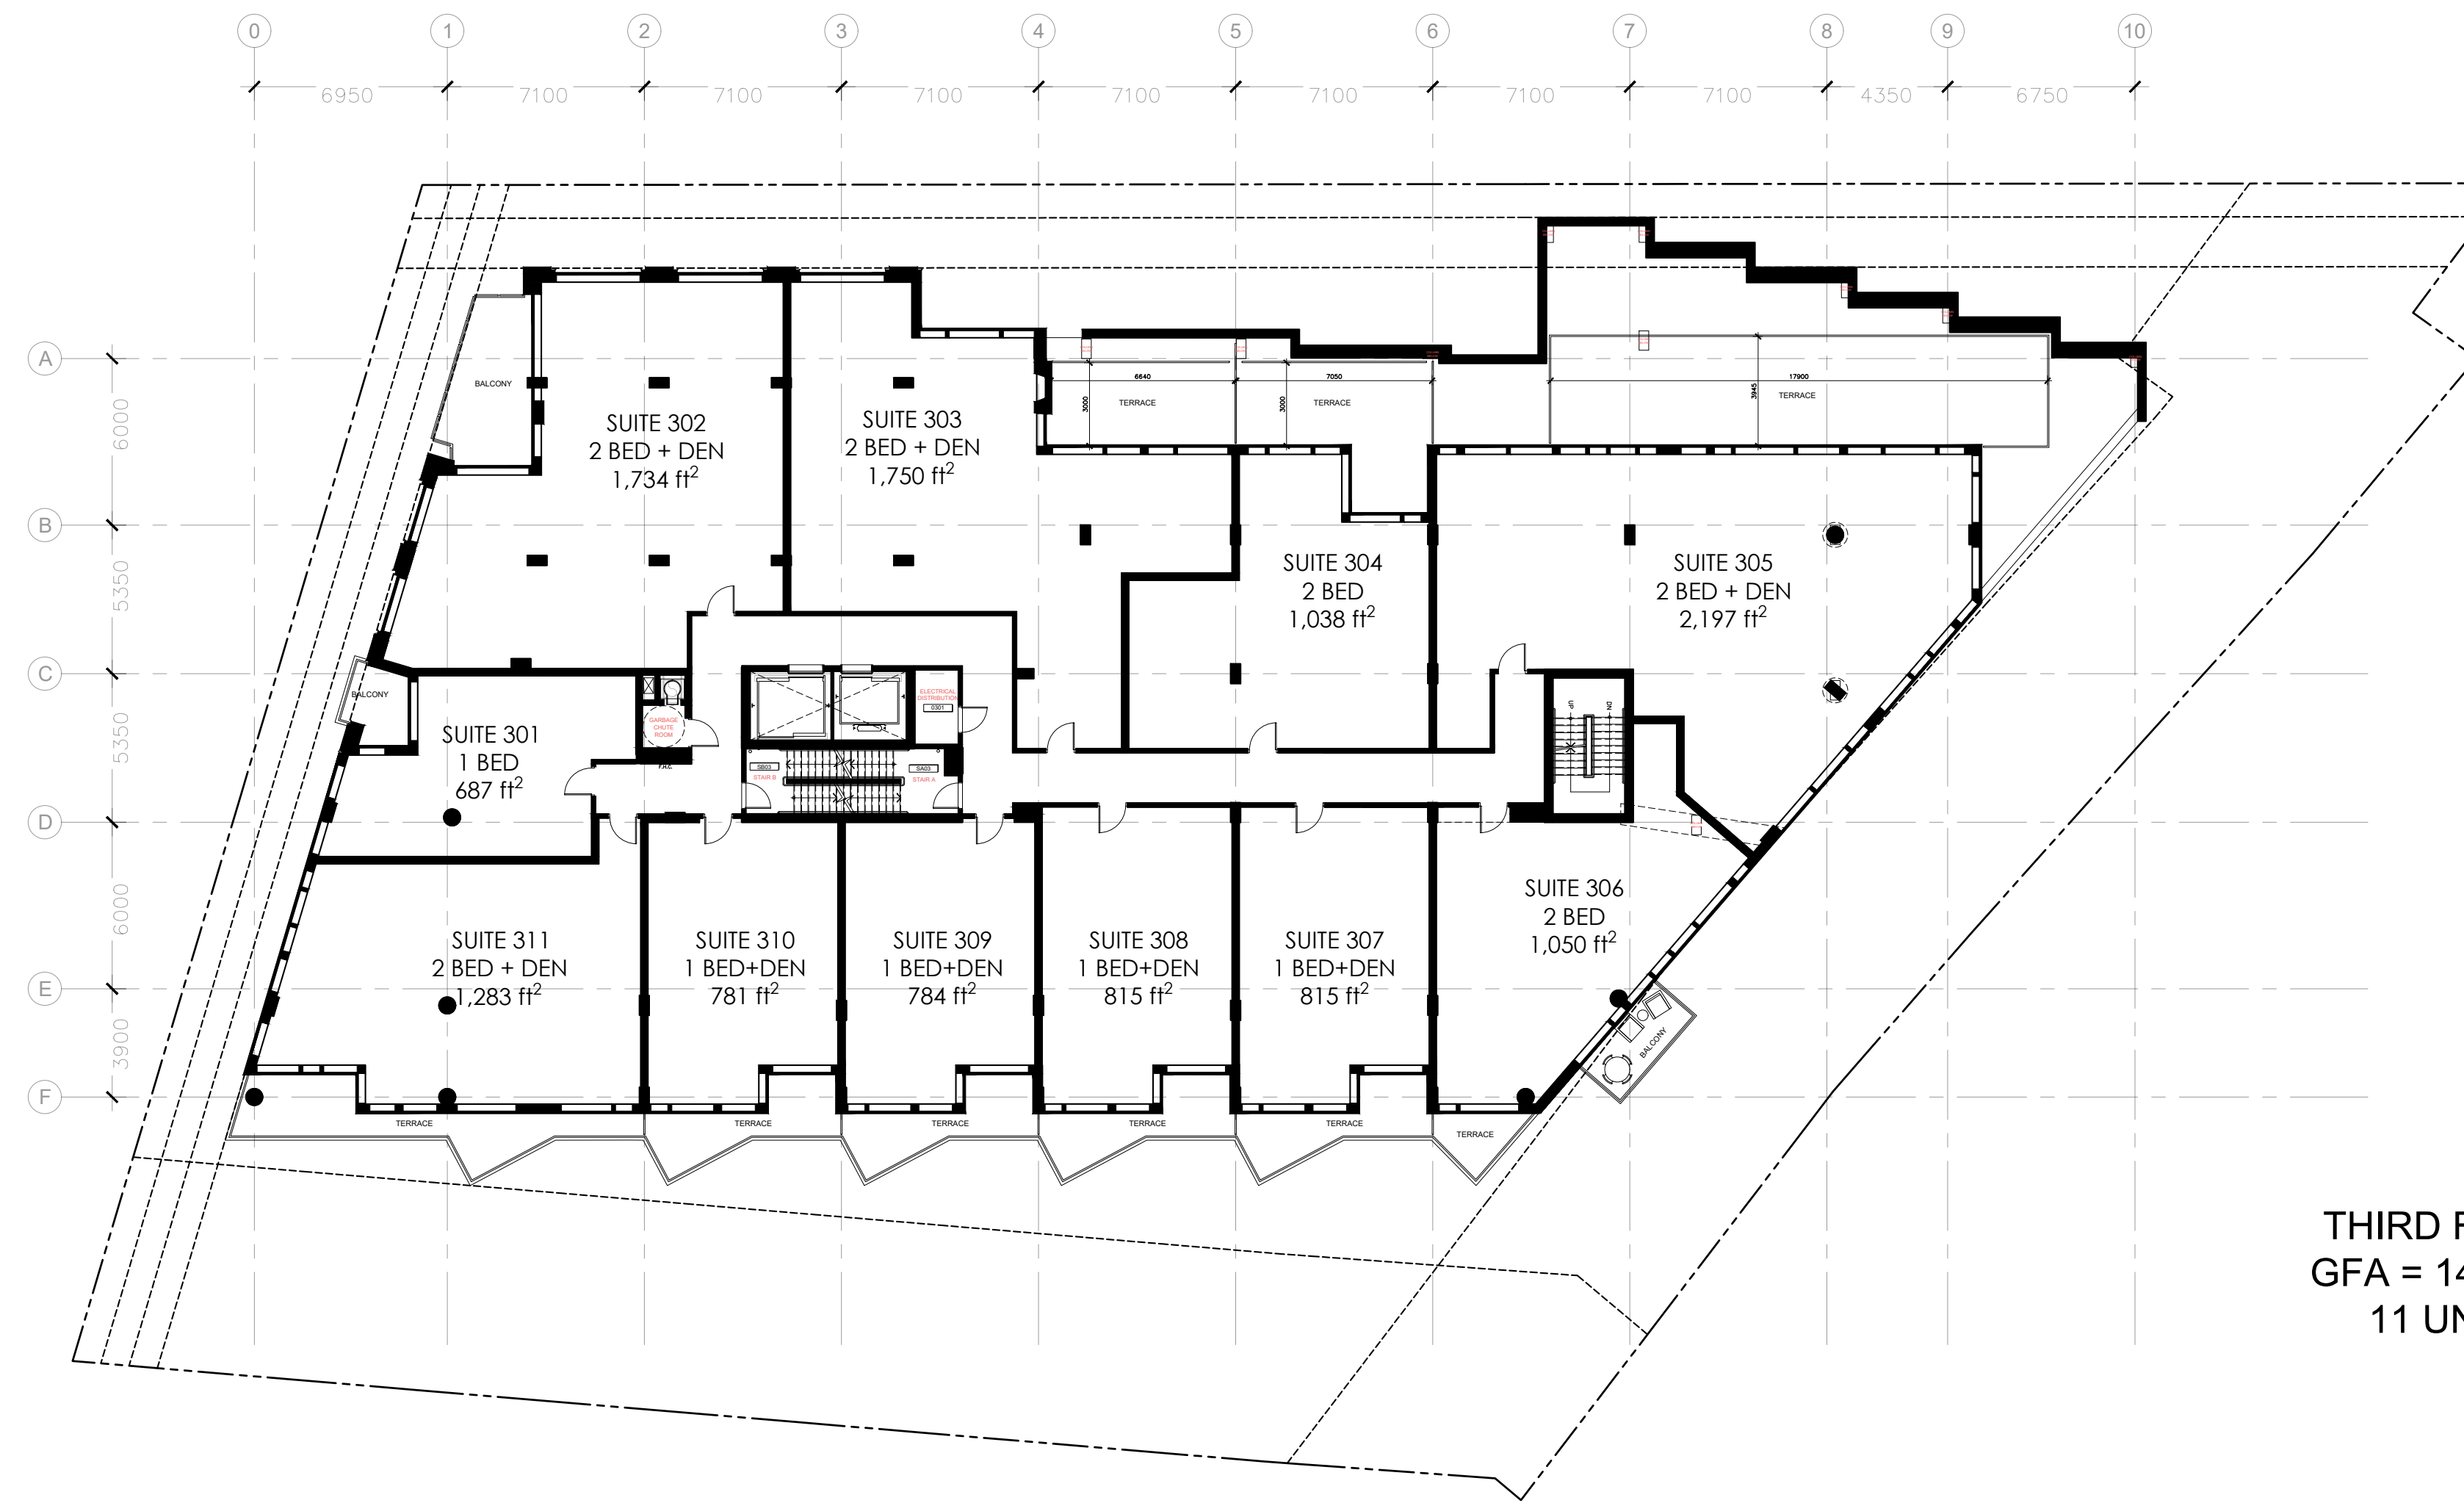 0 1 2 3 4 5 6 7 8 9 10
6950 7100 7100 7100 7100 7100 7100 7100 4350 6750
A
B
C
D
E
F
6000
5350
5350
6000
3900
BALCONY
SUITE 302
2 BED + DEN
1,734 ft²
SUITE 303
2 BED + DEN
1,750 ft²
6640
3000
TERRACE
7050
3000
TERRACE
17900
3945
TERRACE
SUITE 304
2 BED
1,038 ft²
SUITE 305
2 BED + DEN
2,197 ft²
BALCONY
SUITE 301
1 BED
687 ft²
GARBAGE
CHUTE
ROOM
F.H.C.
ELECTRICAL
DISTRIBUTION
0301
SB03
STAIR B
SA03
STAIR A
UP
DN
SUITE 306
2 BED
1,050 ft²
SUITE 311
2 BED + DEN
1,283 ft²
SUITE 310
1 BED+DEN
781 ft²
SUITE 309
1 BED+DEN
784 ft²
SUITE 308
1 BED+DEN
815 ft²
SUITE 307
1 BED+DEN
815 ft²
BALCONY
TERRACE
TERRACE
TERRACE
TERRACE
TERRACE
TERRACE
THIRD F
GFA = 14
11 UN